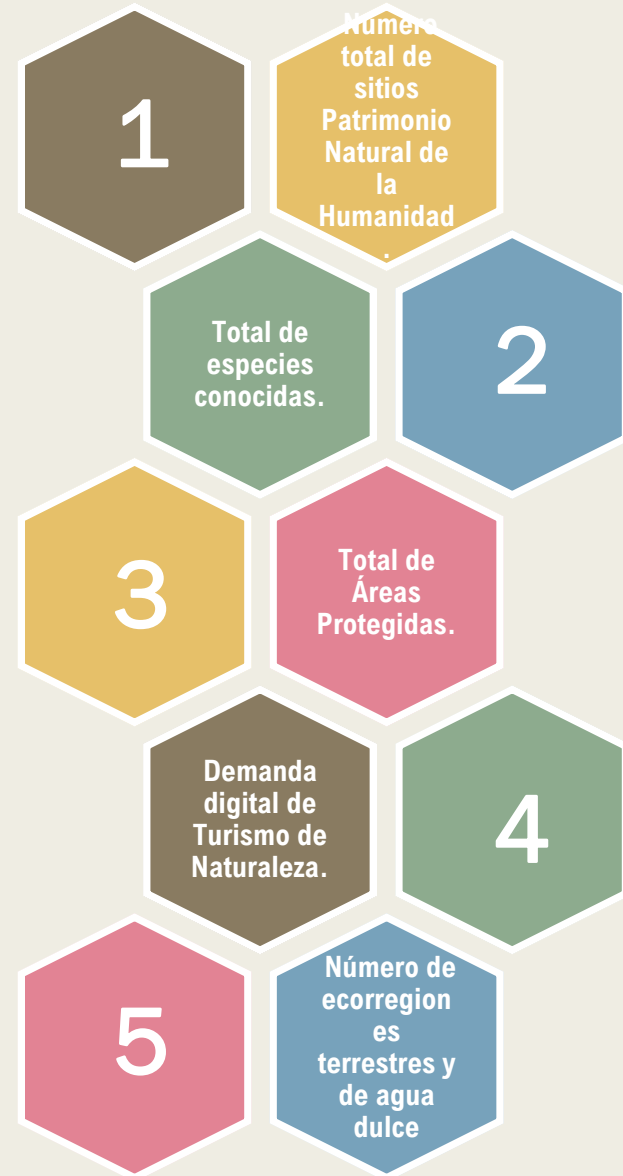 1
Número
total de
sitios
Patrimonio
Natural de
la
Humanidad
.
Total de
especies
conocidas.
2
3
Total de
Áreas
Protegidas.
Demanda
digital de
Turismo de
Naturaleza.
4
5
Número de
ecorregion
es
terrestres y
de agua
dulce